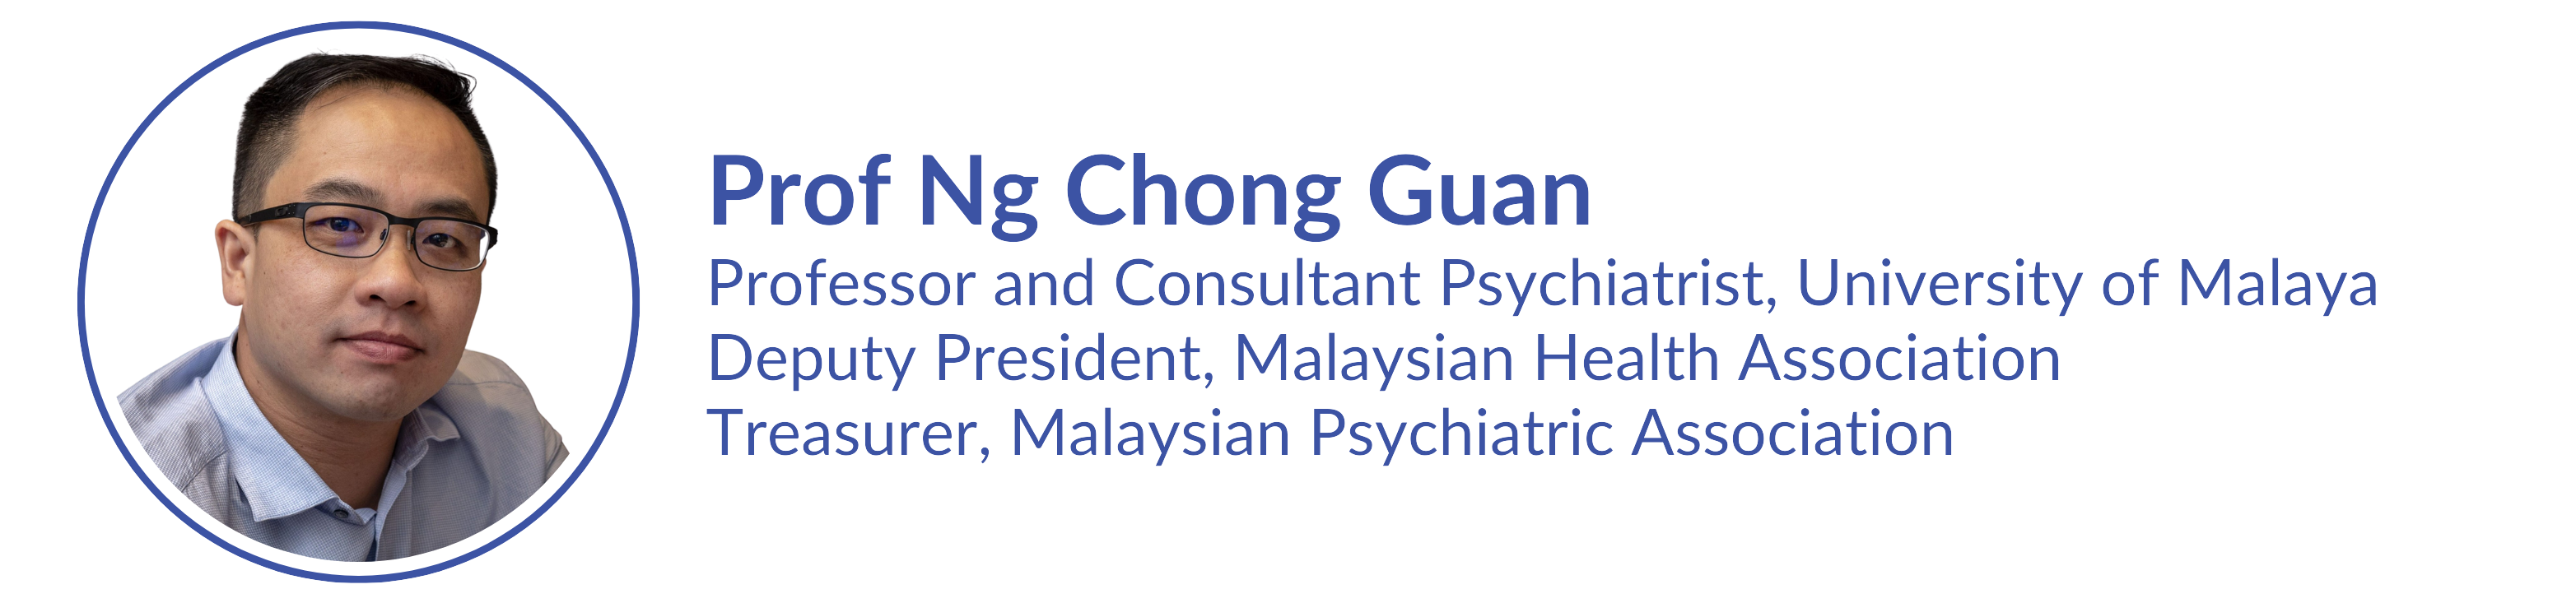 Prof Ng Chong Guan
Professor and Consultant Psychiatrist, University of Malaya
Deputy President, Malaysian Health Association
Treasurer, Malaysian Psychiatric Association